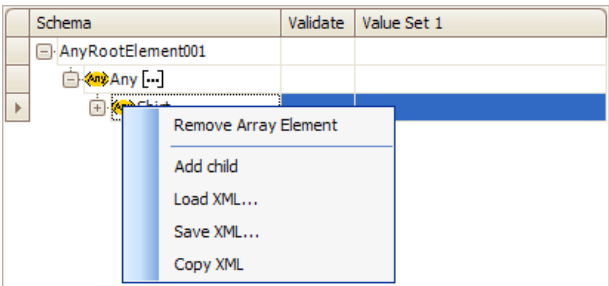 Schema Validate Value Set 1
AnyRootElement001
Any Any [...]
Remove Array Element
Add child
Load XML...
Save XML...
Copy XML